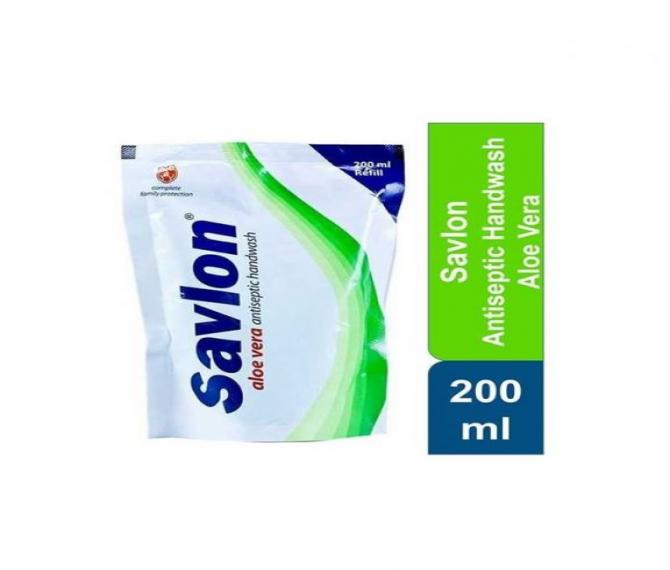 200 ml
Refill
complete
family protection
Savlon®
aloe vera antiseptic handwash
Savlon
Antiseptic Handwash
Aloe Vera
200
ml